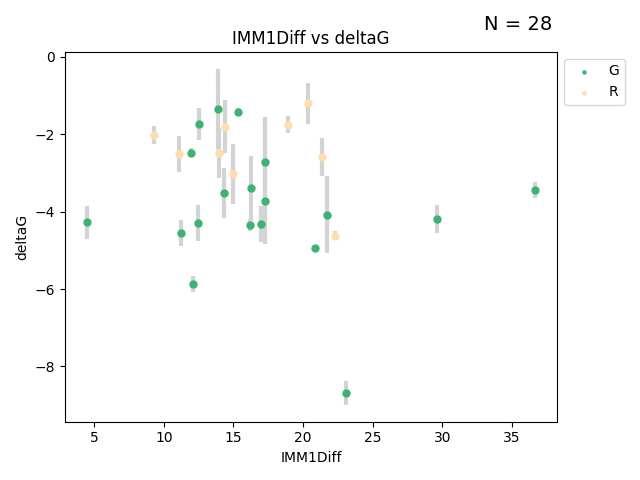 N = 28
IMM1Diff vs deltaG
G
R
0
−2
−4
−6
−8
deltaG
5 10 15 20 25 30 35
IMM1Diff